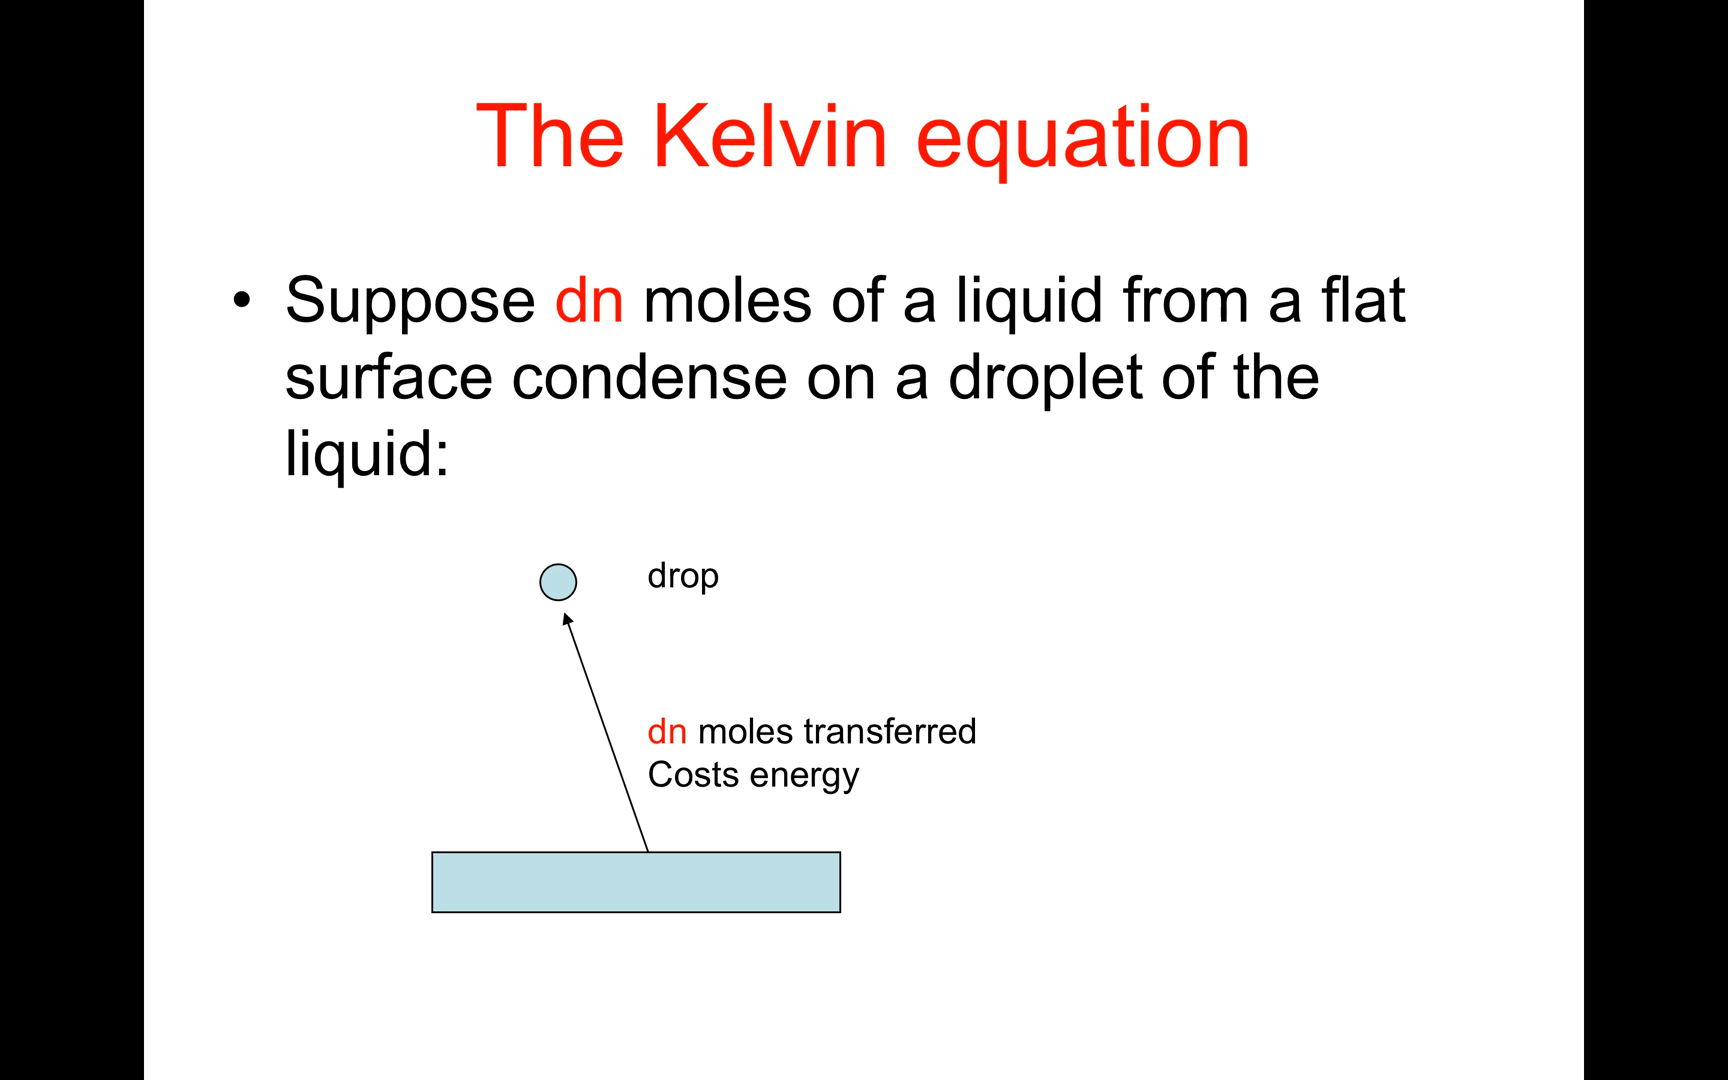 The Kelvin equation
• Suppose dn moles of a liquid from a flat
surface condense on a droplet of the
liquid:
drop
dn moles transferred
Costs energy